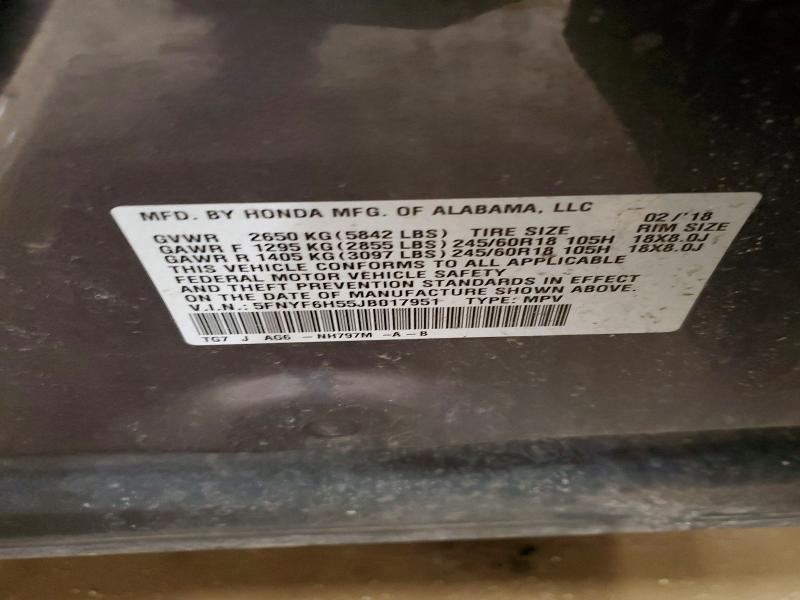 MFD. BY HONDA MFG. OF ALABAMA, LLC 02/'18
GVWR 2650 KG (5842 LBS) TIRE SIZE RIM SIZE
GAWR F 1295 KG (2855 LBS) 245/60R18 105H 18X8.0J
GAWR R 1405 KG (3097 LBS) 245/60R18 105H 18X8.0J
THIS VEHICLE CONFORMS TO ALL APPLICABLE
FEDERAL MOTOR VEHICLE SAFETY
AND THEFT PREVENTION STANDARDS IN EFFECT
ON THE DATE OF MANUFACTURE SHOWN ABOVE.
V.I.N.: 5FNYF6H55JB017951 TYPE: MPV
TG7 J AG6 -NH797M -A-B